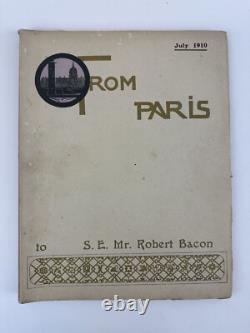 July 1910
FROM
PARIS
to S. E. Mr. Robert Bacon